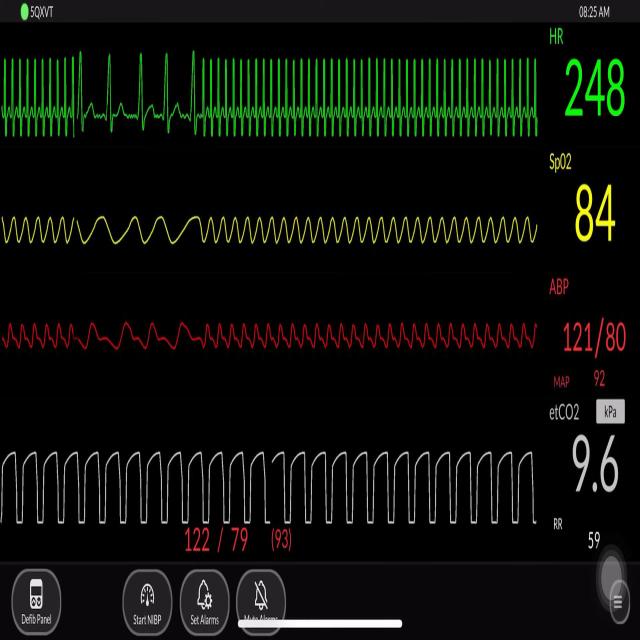 5QXVT
08:25 AM
HR
248
SpO2
84
ABP
121/80
MAP 92
etCO2 kPa
9.6
RR
59
122 / 79 (93)
Defib Panel
Start NIBP
Set Alarms
Mute Alarms